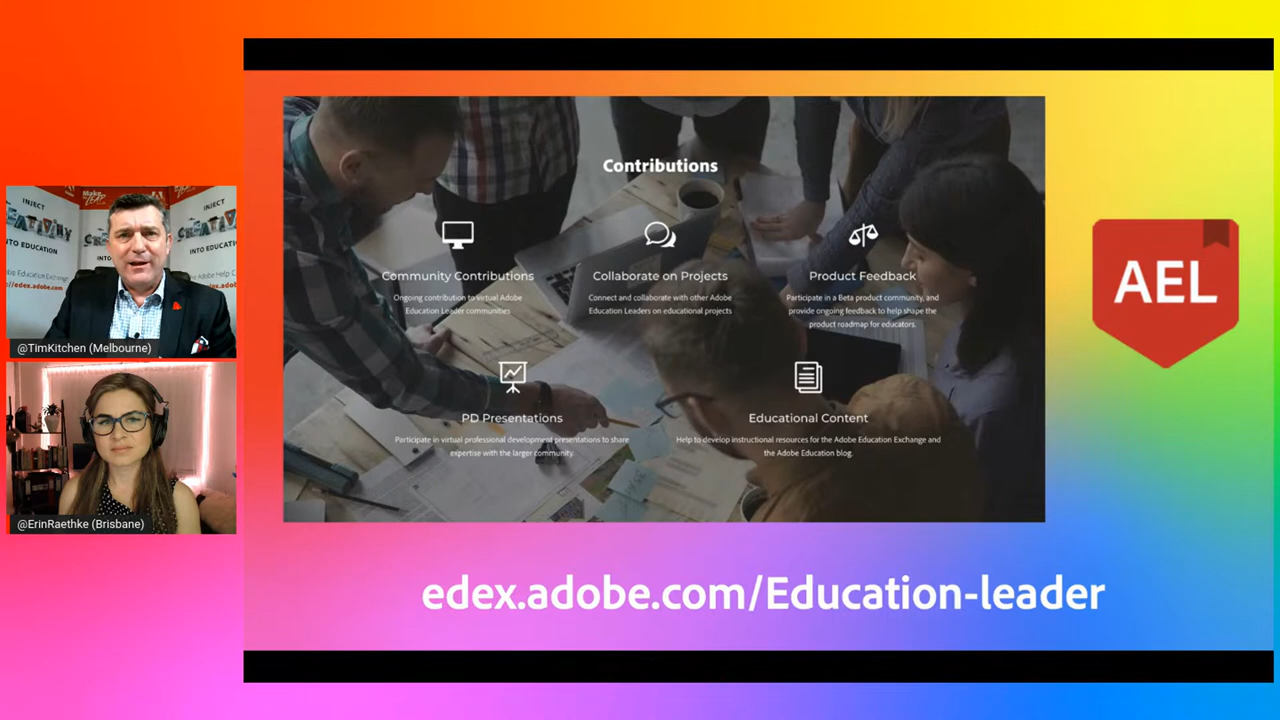 INJECT
INTO EDUCATION
@TimKitchen (Melbourne)
@ErinRaethke (Brisbane)
Contributions
Community Contributions
Ongoing contribution to virtual Adobe
Education Leader communities
Collaborate on Projects
Connect and collaborate with other Adobe
Education Leaders on educational projects
Product Feedback
Participate in a Beta product community, and
provide ongoing feedback to help shape the
product roadmap for educators.
PD Presentations
Participate in virtual professional development presentations to share
expertise with the larger community.
Educational Content
Help to develop instructional resources for the Adobe Education Exchange and
the Adobe Education blog.
AEL
edex.adobe.com/Education-leader